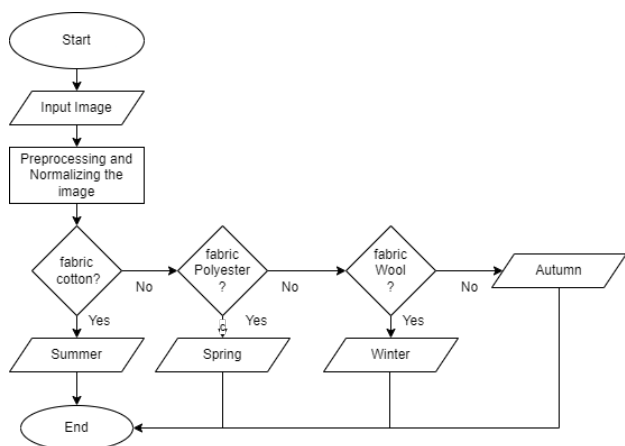 Start
Input Image
Preprocessing and
Normalizing the
image
fabric
cotton?
No
fabric
Polyester
?
No
fabric
Wool
?
No
Autumn
Yes
Yes
Yes
Summer
Spring
Winter
End